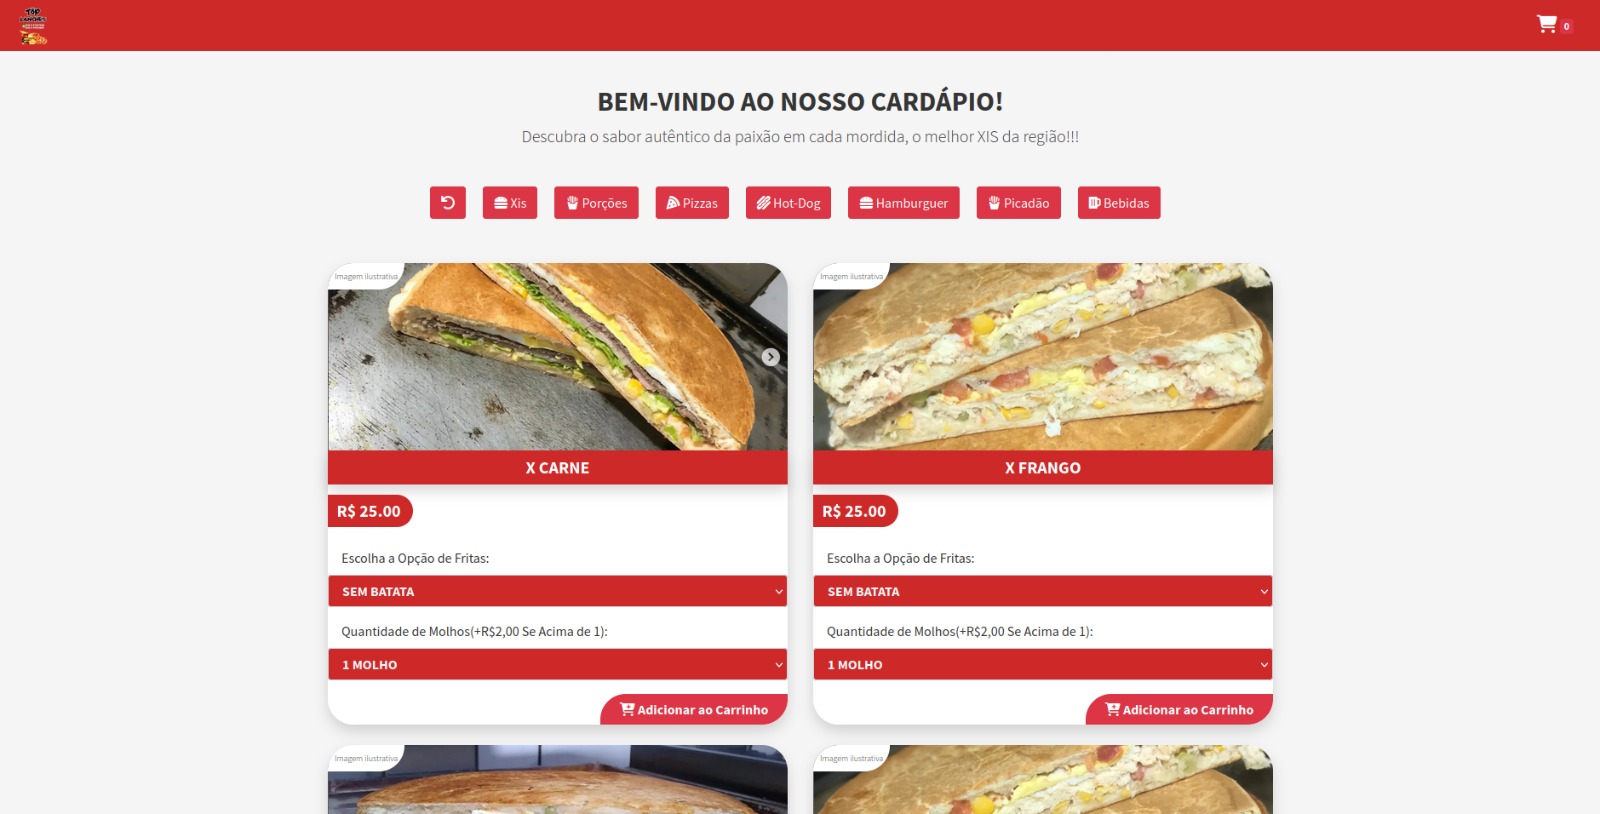 TOP
LANCHES
0
BEM-VINDO AO NOSSO CARDÁPIO!
Descubra o sabor autêntico da paixão em cada mordida, o melhor XIS da região!!!
Xis Porções Pizzas Hot-Dog Hamburguer Picadão Bebidas
Imagem ilustrativa
X CARNE
R$ 25.00
Escolha a Opção de Fritas:
SEM BATATA
Quantidade de Molhos(+R$2,00 Se Acima de 1):
1 MOLHO
Adicionar ao Carrinho
Imagem ilustrativa
X FRANGO
R$ 25.00
Escolha a Opção de Fritas:
SEM BATATA
Quantidade de Molhos(+R$2,00 Se Acima de 1):
1 MOLHO
Adicionar ao Carrinho
Imagem ilustrativa
Imagem ilustrativa